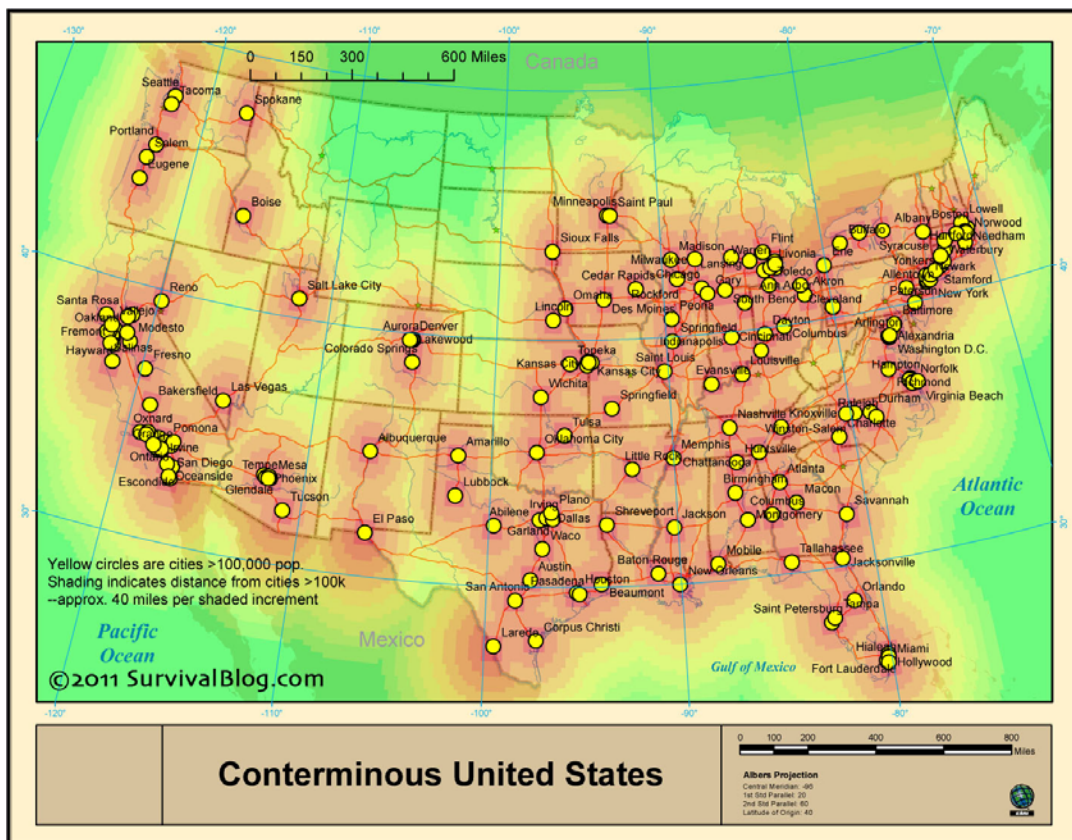 -130°
-120°
-110°
-100°
-90°
-80°
-70°
0 150 300 600 Miles
Canada
Seattle
Tacoma
Spokane
Portland
Salem
Eugene
Boise
Minneapolis Saint Paul
Sioux Falls
Albany
Boston
Lowell
Norwood
Hartford
Needham
Waterbury
Buffalo
Syracuse
Yonkers
Newark
Stamford
Allentown
Paterson
New York
Madison
Warren
Flint
Livonia
Erie
Milwaukee
Lansing
Toledo
Ann Arbor
Akron
Cleveland
Cedar Rapids
Chicago
Gary
Rockford
South Bend
40°
40°
Reno
Salt Lake City
Santa Rosa
Vallejo
Oakland
Fremont
Modesto
Hayward
Salinas
Fresno
Lincoln
Omaha
Des Moines
Peoria
Dayton
Columbus
Baltimore
Arlington
Alexandria
Washington D.C.
Aurora
Denver
Lakewood
Colorado Springs
Springfield
Indianapolis
Cincinnati
Topeka
Kansas City
Kansas City
Saint Louis
Louisville
Evansville
Hampton
Norfolk
Richmond
Virginia Beach
Bakersfield
Las Vegas
Wichita
Springfield
Raleigh
Durham
Oxnard
Orange
Pomona
Irvine
Ontario
San Diego
Oceanside
Escondido
Albuquerque
Amarillo
Tulsa
Oklahoma City
Nashville
Knoxville
Winston-Salem
Charlotte
Memphis
Little Rock
Chattanooga
Huntsville
Tempe
Mesa
Phoenix
Glendale
Tucson
Lubbock
Birmingham
Atlanta
Macon
Columbus
Montgomery
Savannah
Atlantic
Ocean
30°
30°
El Paso
Abilene
Irving
Plano
Dallas
Garland
Waco
Shreveport
Jackson
Yellow circles are cities >100,000 pop.
Shading indicates distance from cities >100k
--approx. 40 miles per shaded increment
Austin
San Antonio
Pasadena
Houston
Beaumont
Baton Rouge
New Orleans
Mobile
Tallahassee
Jacksonville
Orlando
Saint Petersburg
Tampa
Laredo
Corpus Christi
Pacific
Ocean
Mexico
Gulf of Mexico
Hialeah
Miami
Hollywood
Fort Lauderdale
©2011 SurvivalBlog.com
-120°
-110°
-100°
-90°
-80°
Conterminous United States
0 100 200 400 600 800
Miles
Albers Projection
Central Meridian: -96
1st Std Parallel: 20
2nd Std Parallel: 60
Latitude of Origin: 40